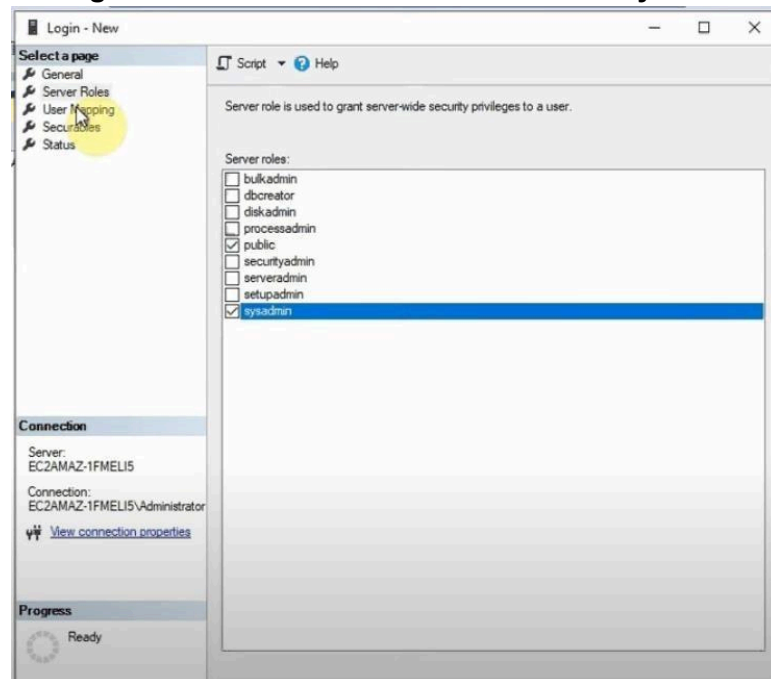 Login - New
Select a page
General
Server Roles
User Mapping
Securables
Status
Script
Help
Server role is used to grant server-wide security privileges to a user.
Server roles:
bulkadmin
dbcreator
diskadmin
processadmin
public
securityadmin
serveradmin
setupadmin
sysadmin
Connection
Server:
EC2AMAZ-1FMELI5
Connection:
EC2AMAZ-1FMELI5\Administrator
View connection properties
Progress
Ready